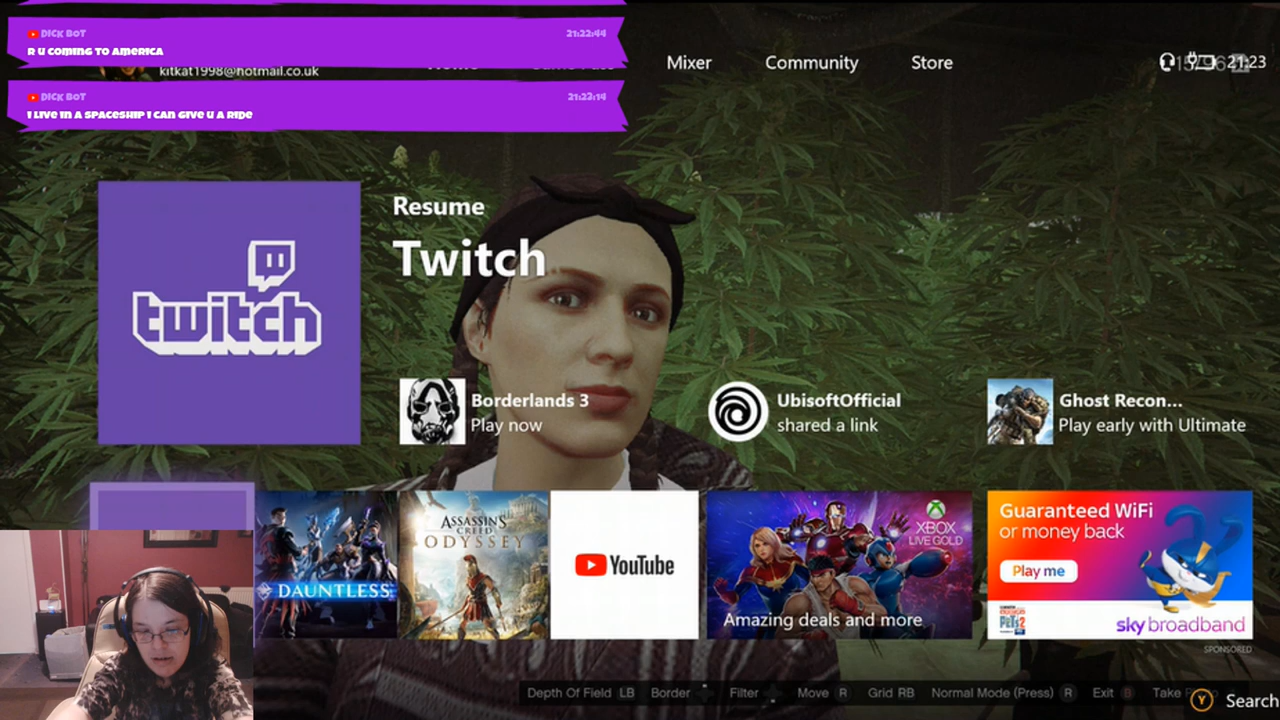 DICK BOT 21:22:44
R U COMING TO AMERICA
kitkat1998@hotmail.co.uk
DICK BOT 21:23:14
I LIVE IN A SPACESHIP I CAN GIVE U A RIDE
Mixer Community Store 21:23
Resume
Twitch
twitch
Borderlands 3
Play now
UbisoftOfficial
shared a link
Ghost Recon...
Play early with Ultimate
DAUNTLESS
ASSASSIN'S
CREED
ODYSSEY
YouTube
XBOX
LIVE GOLD
Amazing deals and more
Guaranteed WiFi
or money back
Play me
PETS 2
sky broadband
SPONSORED
Depth Of Field LB Border Filter Move R Grid RB Normal Mode (Press) R Exit B Take
Y Search